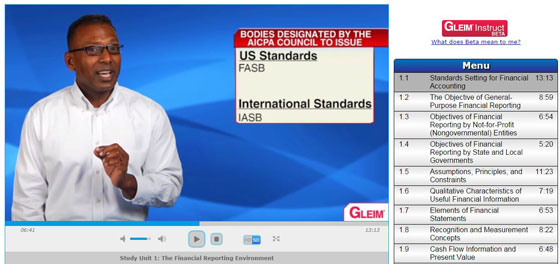 BODIES DESIGNATED BY THE
AICPA COUNCIL TO ISSUE
US Standards
FASB
International Standards
IASB
GLEIM
06:41
13:13
HD SD
Study Unit 1: The Financial Reporting Environment
GLEIM Instruct
BETA
What does Beta mean to me?
Menu
1.1 Standards Setting for Financial 13:13
Accounting
1.2 The Objective of General- 8:59
Purpose Financial Reporting
1.3 Objectives of Financial 6:54
Reporting by Not-for-Profit
(Nongovernmental) Entities
1.4 Objectives of Financial 5:20
Reporting by State and Local
Governments
1.5 Assumptions, Principles, and 11:23
Constraints
1.6 Qualitative Characteristics of 7:19
Useful Financial Information
1.7 Elements of Financial 6:53
Statements
1.8 Recognition and Measurement 8:22
Concepts
1.9 Cash Flow Information and 6:48
Present Value